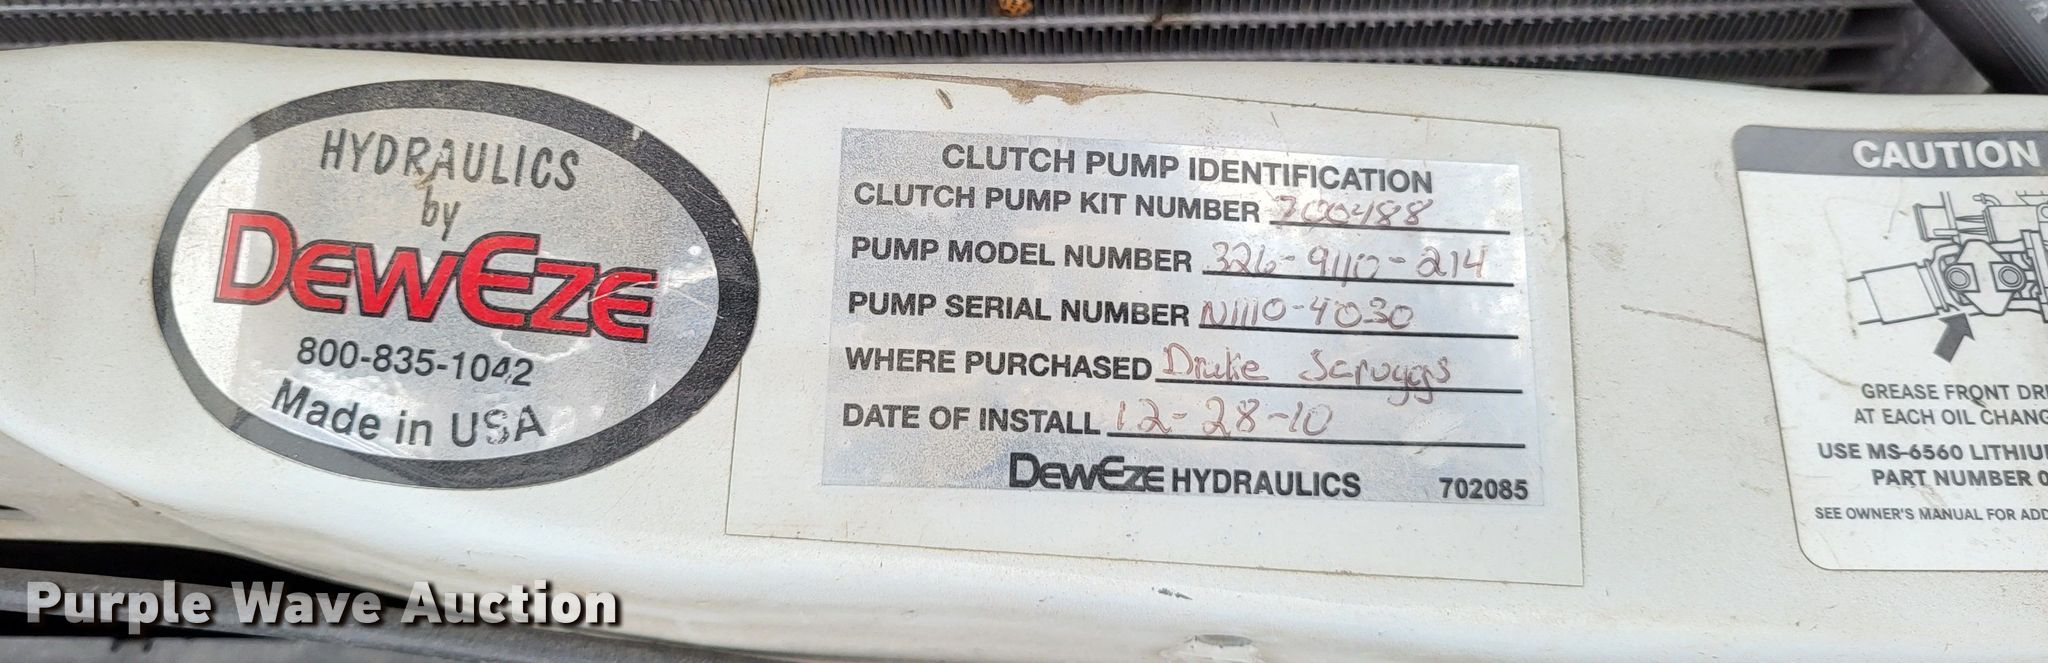 HYDRAULICS
by
DEWEZE
800-835-1042
Made in USA
CLUTCH PUMP IDENTIFICATION
CLUTCH PUMP KIT NUMBER 700488
PUMP MODEL NUMBER 326-9110-214
PUMP SERIAL NUMBER N1110-4030
WHERE PURCHASED Drake Scruggs
DATE OF INSTALL 12-28-10
DEWEZE HYDRAULICS 702085
CAUTION
GREASE FRONT DRI
AT EACH OIL CHANG
USE MS-6560 LITHIU
PART NUMBER 0
SEE OWNER'S MANUAL FOR ADD
Purple Wave Auction